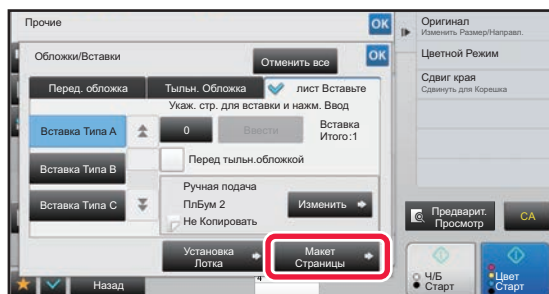 Прочие
OK
Обложки/Вставки
Отменить все
OK
Перед. обложка
Тыльн. Обложка
лист Вставьте
Укаж. стр. для вставки и нажм. Ввод
Вставка Типа A
0
Ввести
Вставка
Итого:1
Вставка Типа B
Перед тыльн.обложкой
Вставка Типа C
Ручная подача
ПлБум 2
Не Копировать
Изменить
Установка
Лотка
Макет
Страницы
Назад
Оригинал
Изменить Размер/Направл.
Цветной Режим
Сдвиг края
Сдвинуть для Корешка
Предварит.
Просмотр
CA
Ч/Б
Старт
Цвет
Старт